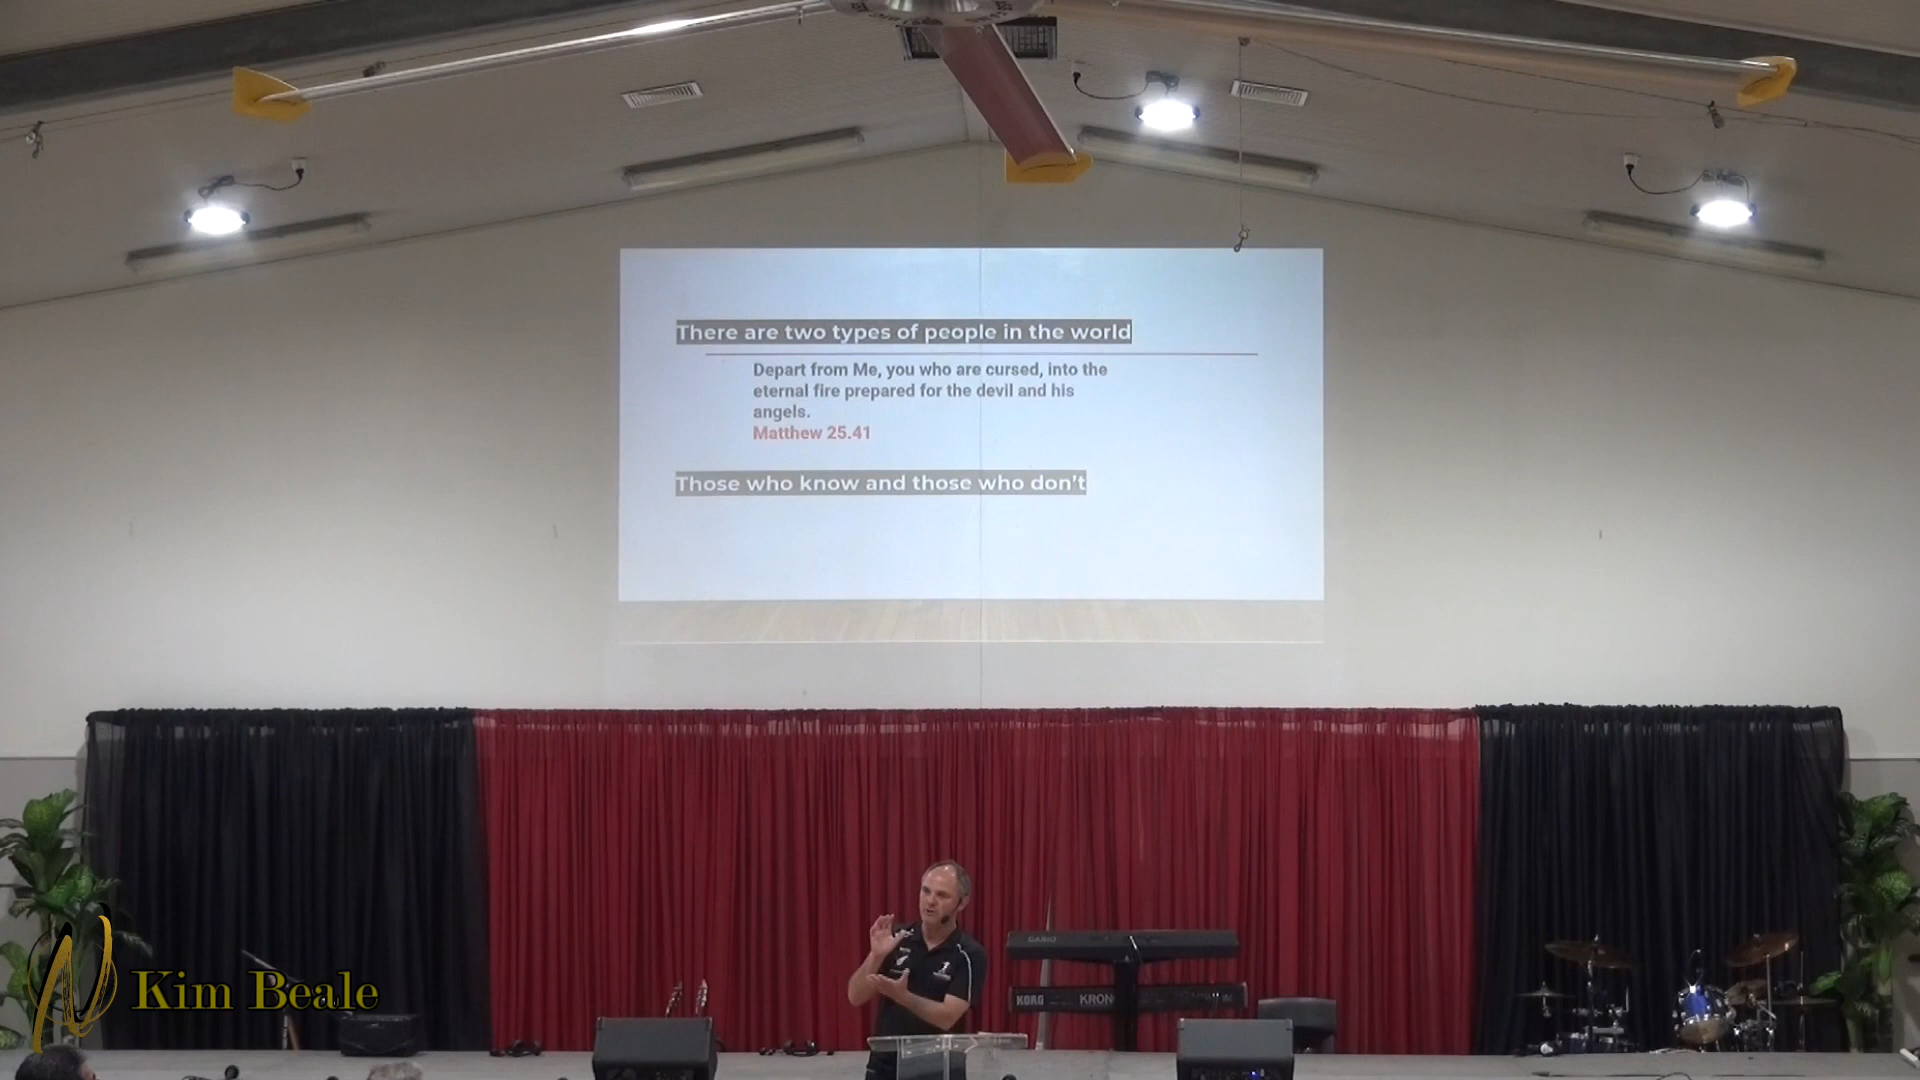 There are two types of people in the world
Depart from Me, you who are cursed, into the
eternal fire prepared for the devil and his
angels.
Matthew 25.41
Those who know and those who don't
CASIO
KORG KRONOS
Kim Beale